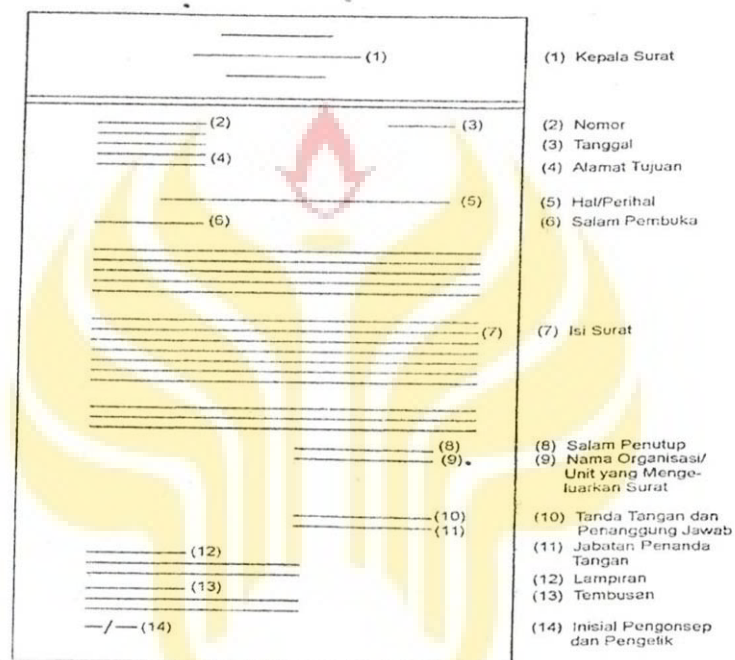 (1) (1) Kepala Surat
(2) (3) (2) Nomor
(3) Tanggal
(4) (4) Alamat Tujuan
(5) (5) Hal/Perihal
(6) (6) Salam Pembuka
(7) (7) Isi Surat
(8) (8) Salam Penutup
(9) (9) Nama Organisasi/
Unit yang Menge-
luarkan Surat
(10) (10) Tanda Tangan dan
(11) Penanggung Jawab
(11) Jabatan Penanda
(12) Tangan
(12) Lampiran
(13) (13) Tembusan
—/—(14) (14) Inisial Pengonsep
dan Pengetik